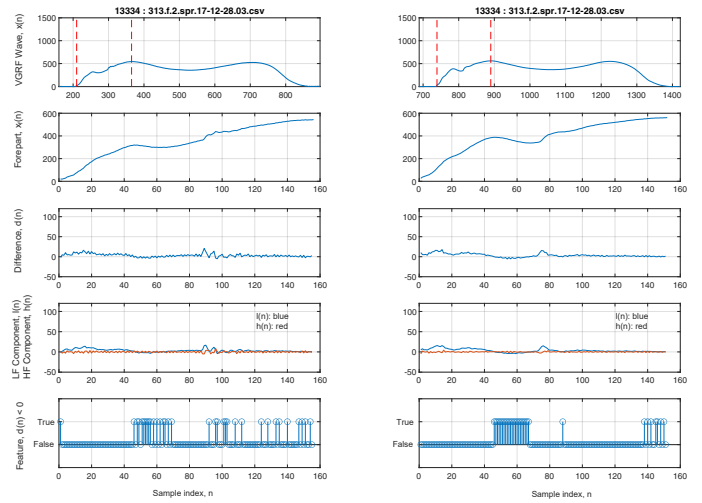 13334 : 313.f.2.spr.17-12-28.03.csv
VGRF Wave, x(n)
1500
1000
500
0
200 400 600 800
Forepart, xf(n)
600
400
200
0
0 20 40 60 80 100 120 140 160
Difference, d(n)
100
50
0
-50
0 20 40 60 80 100 120 140 160
LF Component, l(n)
HF Component, h(n)
l(n): blue
h(n): red
100
50
0
-50
0 20 40 60 80 100 120 140 160
Feature, d(n) < 0
True
False
0 20 40 60 80 100 120 140 160
Sample index, n
13334 : 313.f.2.spr.17-12-28.03.csv
1500
1000
500
0
700 800 900 1000 1100 1200 1300 1400
600
400
200
0
0 20 40 60 80 100 120 140 160
100
50
0
-50
0 20 40 60 80 100 120 140 160
l(n): blue
h(n): red
100
50
0
-50
0 20 40 60 80 100 120 140 160
True
False
0 20 40 60 80 100 120 140 160
Sample index, n